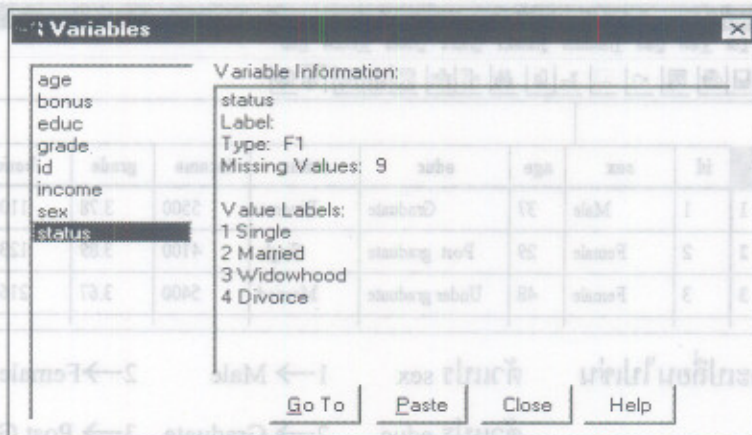 Variables
age
bonus
educ
grade
id
income
sex
status
Variable Information:
status
Label:
Type: F1
Missing Values: 9
Value Labels:
1 Single
2 Married
3 Widowhood
4 Divorce
Go To
Paste
Close
Help